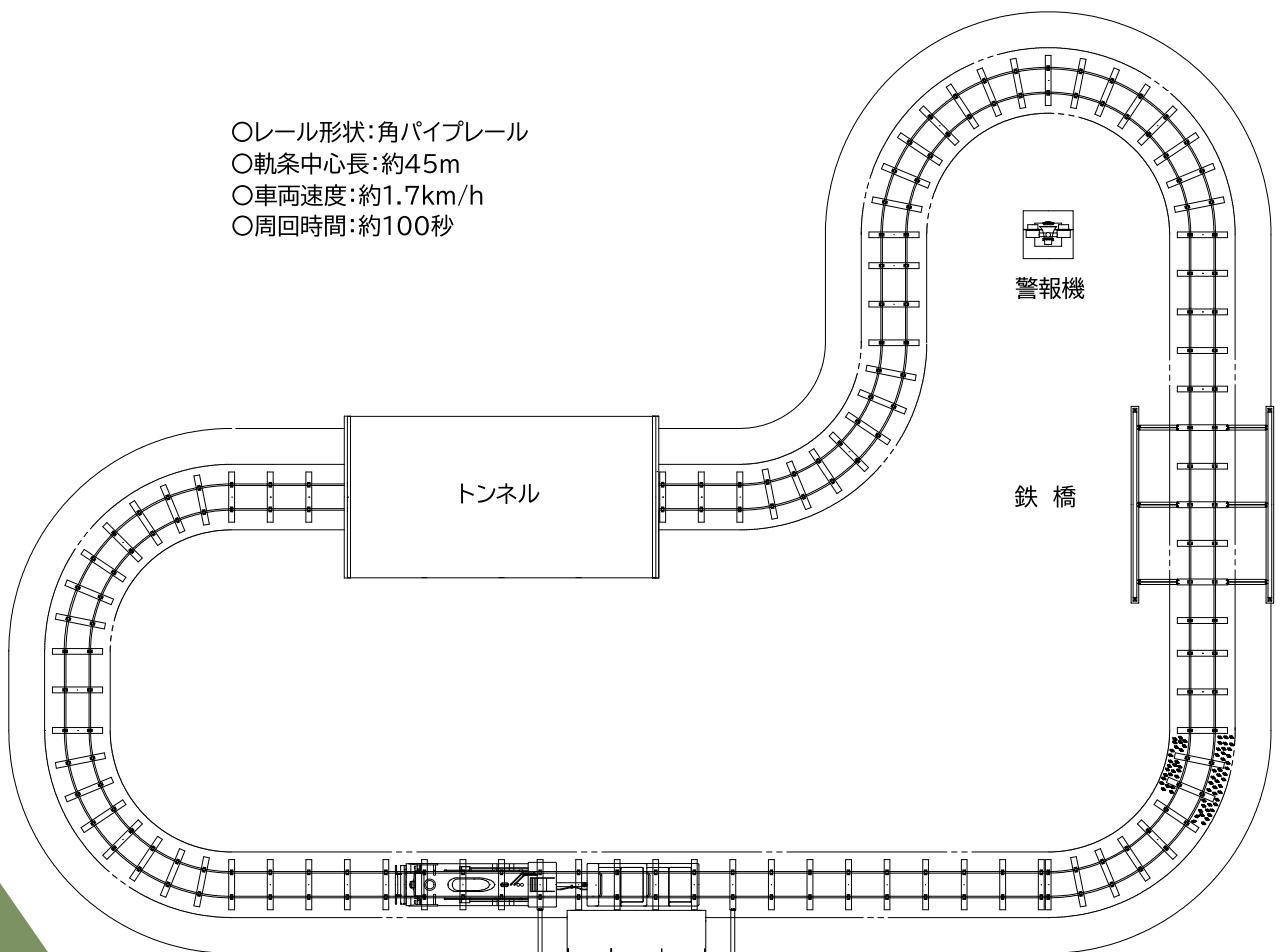 ○レール形状：角パイプレール
○軌条中心長：約45m
○車両速度：約1.7km/h
○周回時間：約100秒
警報機
トンネル
鉄 橋